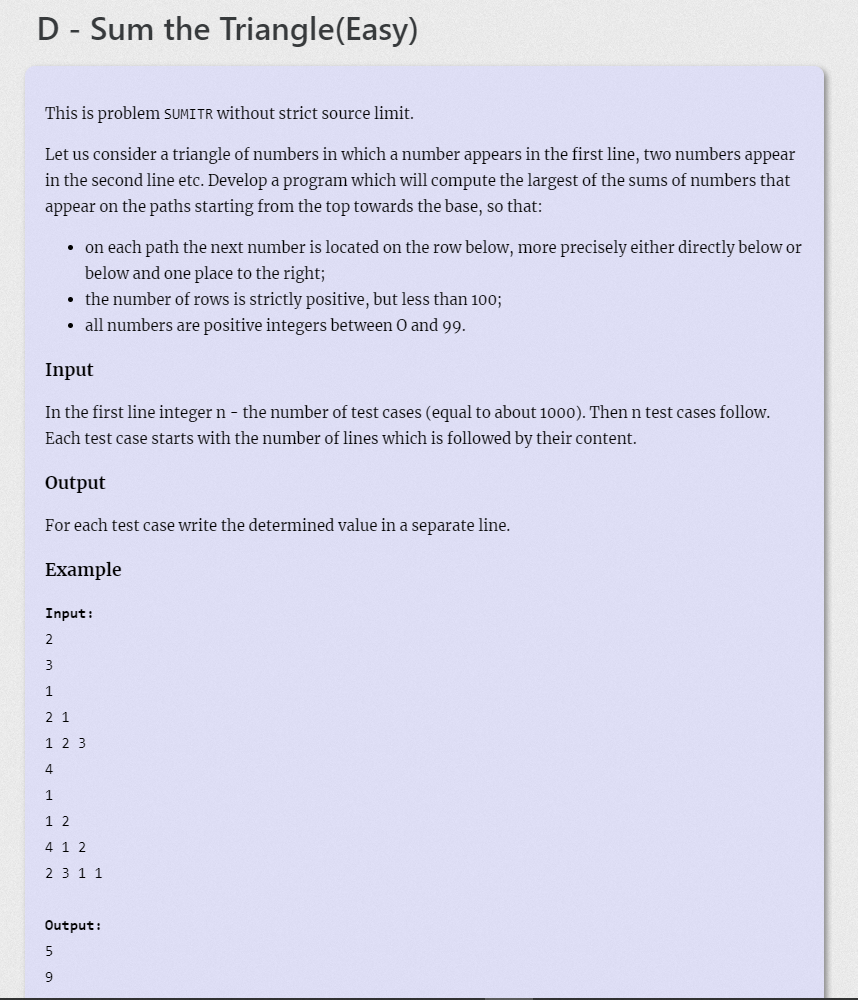 D - Sum the Triangle(Easy)
This is problem SUMITR without strict source limit.
Let us consider a triangle of numbers in which a number appears in the first line, two numbers appear
in the second line etc. Develop a program which will compute the largest of the sums of numbers that
appear on the paths starting from the top towards the base, so that:
• on each path the next number is located on the row below, more precisely either directly below or
below and one place to the right;
• the number of rows is strictly positive, but less than 100;
• all numbers are positive integers between O and 99.
Input
In the first line integer n - the number of test cases (equal to about 1000). Then n test cases follow.
Each test case starts with the number of lines which is followed by their content.
Output
For each test case write the determined value in a separate line.
Example
Input:
2
3
1
2 1
1 2 3
4
1
1 2
4 1 2
2 3 1 1
Output:
5
9